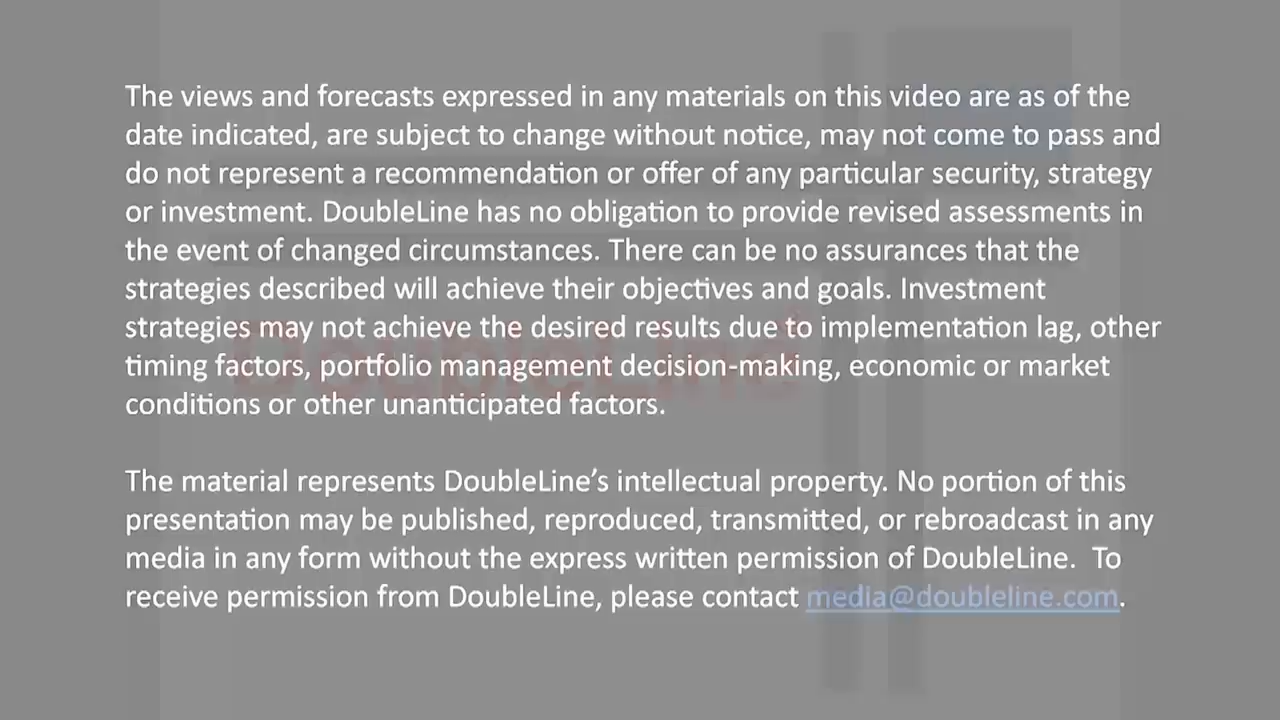 The views and forecasts expressed in any materials on this video are as of the
date indicated, are subject to change without notice, may not come to pass and
do not represent a recommendation or offer of any particular security, strategy
or investment. DoubleLine has no obligation to provide revised assessments in
the event of changed circumstances. There can be no assurances that the
strategies described will achieve their objectives and goals. Investment
strategies may not achieve the desired results due to implementation lag, other
timing factors, portfolio management decision-making, economic or market
conditions or other unanticipated factors.
The material represents DoubleLine’s intellectual property. No portion of this
presentation may be published, reproduced, transmitted, or rebroadcast in any
media in any form without the express written permission of DoubleLine.  To
receive permission from DoubleLine, please contact media@doubleline.com.